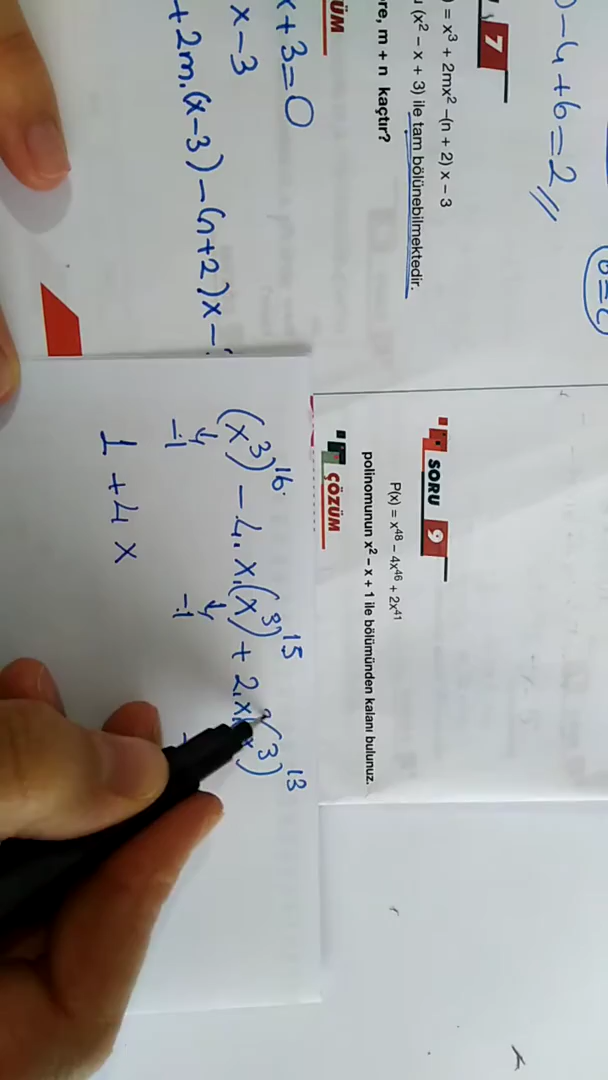 ) – 4 + 6 = 2 //
7
) = x³ + 2mx² –(n + 2) x – 3
(x² – x + 3) ile tam bölünebilmektedir.
re, m + n kaçtır?
ÜM
x + 3 = 0
x – 3
+2m.(x–3) – (n+2)x –
SORU 9
P(x) = x⁴⁸ – 4x⁴⁶ + 2x⁴¹
polinomunun x² – x + 1 ile bölümünden kalanı bulunuz.
ÇÖZÜM
(x³)¹⁶ – 4.x.(x³)¹⁵ + 2.x²(x³)¹³
–1 –1
1 + 4x